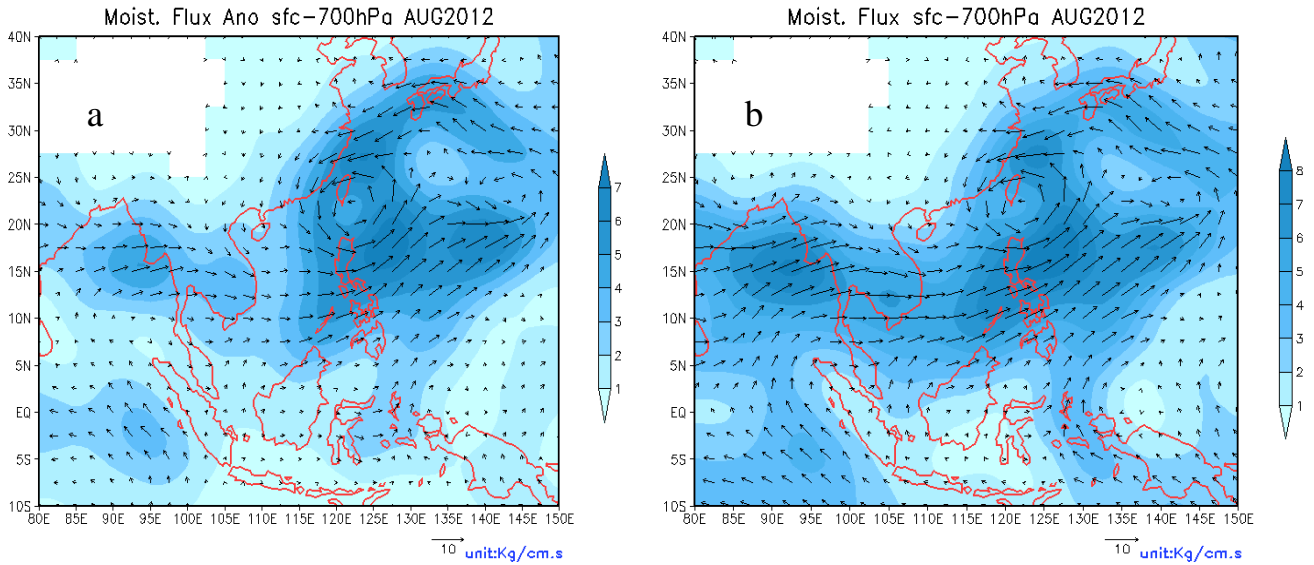 Moist. Flux Ano sfc-700hPa AUG2012
40N
35N
30N
25N
20N
15N
10N
5N
EQ
5S
10S
80E 85E 90E 95E 100E 105E 110E 115E 120E 125E 130E 135E 140E 145E 150E
a
7
6
5
4
3
2
1
10
unit:Kg/cm.s
Moist. Flux sfc-700hPa AUG2012
40N
35N
30N
25N
20N
15N
10N
5N
EQ
5S
10S
80E 85E 90E 95E 100E 105E 110E 115E 120E 125E 130E 135E 140E 145E 150E
b
8
7
6
5
4
3
2
1
10
unit:Kg/cm.s